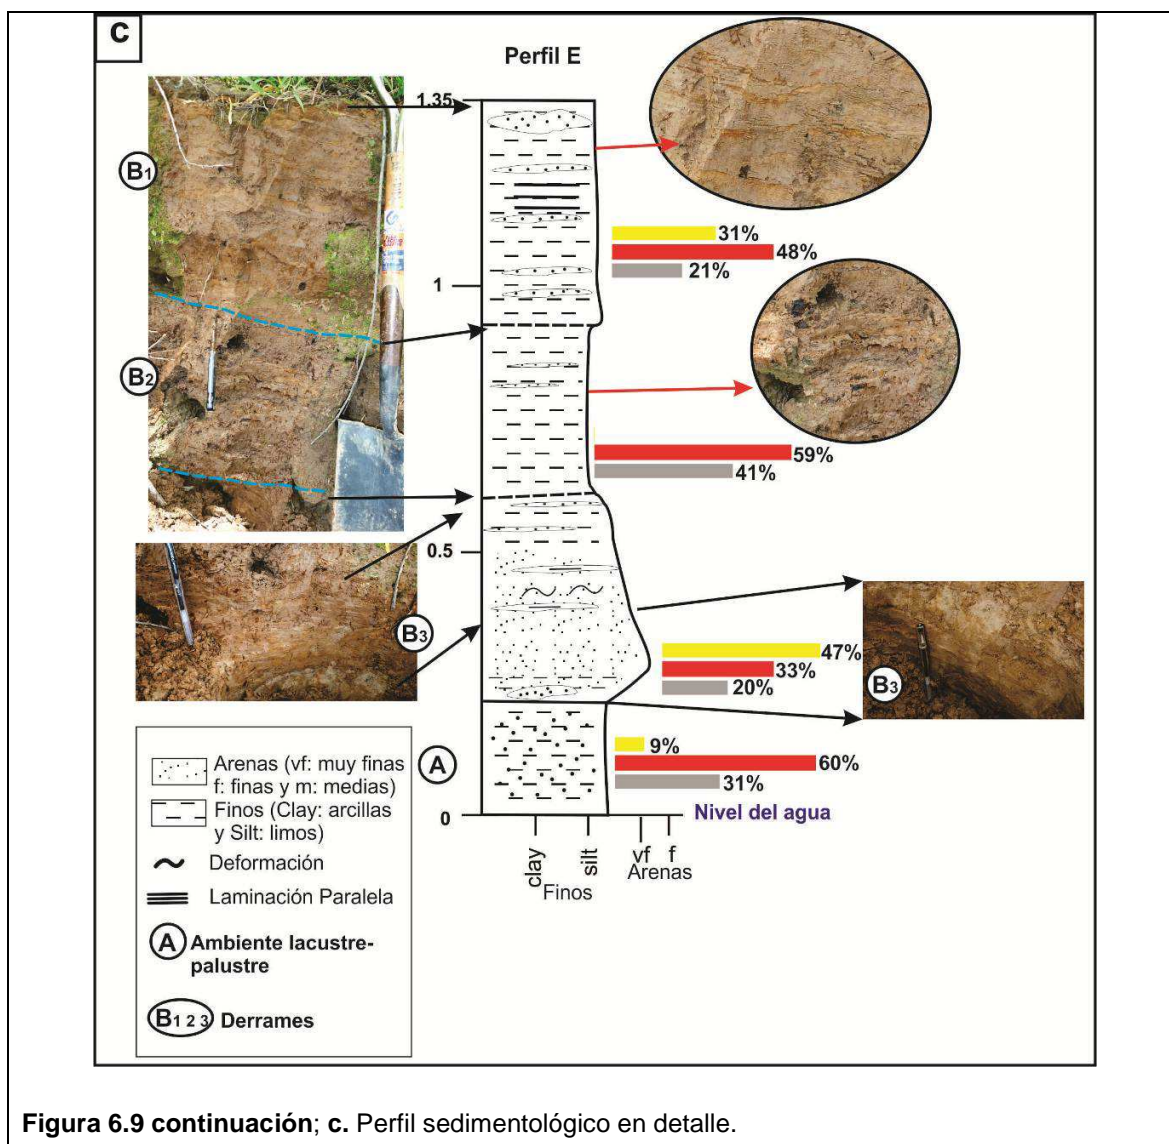 c
Perfil E
1.35
B1
31%
48%
21%
1
B2
59%
41%
0.5
B3
47%
33%
20%
B3
A
9%
60%
31%
0
Nivel del agua
clay
silt
vf
f
Finos
Arenas
Arenas (vf: muy finas
f: finas y m: medias)
Finos (Clay: arcillas
y Silt: limos)
Deformación
Laminación Paralela
A Ambiente lacustre-
palustre
B1 2 3 Derrames
Figura 6.9 continuación; c. Perfil sedimentológico en detalle.